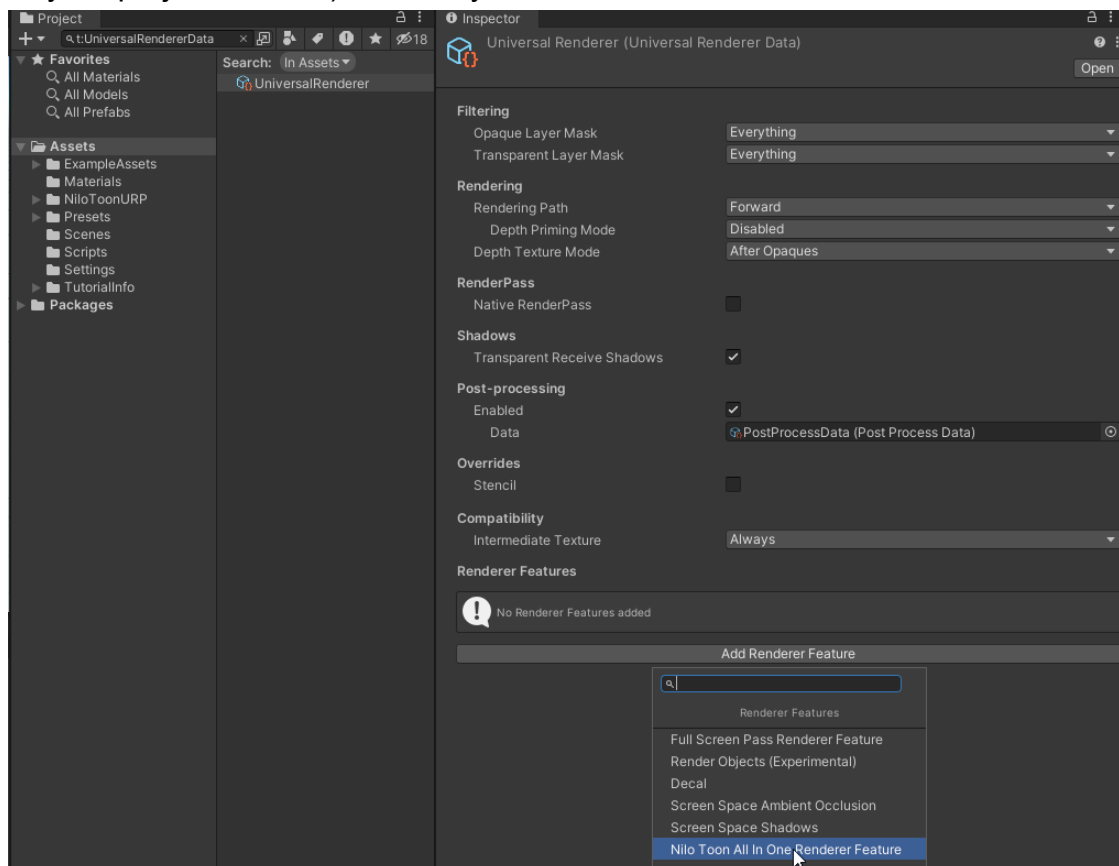 Project
t:UniversalRendererData
18
Favorites
All Materials
All Models
All Prefabs
Assets
ExampleAssets
Materials
NiloToonURP
Presets
Scenes
Scripts
Settings
TutorialInfo
Packages
Search: In Assets
UniversalRenderer
Inspector
Universal Renderer (Universal Renderer Data)
Open
Filtering
Opaque Layer Mask Everything
Transparent Layer Mask Everything
Rendering
Rendering Path Forward
Depth Priming Mode Disabled
Depth Texture Mode After Opaques
RenderPass
Native RenderPass
Shadows
Transparent Receive Shadows
Post-processing
Enabled
Data PostProcessData (Post Process Data)
Overrides
Stencil
Compatibility
Intermediate Texture Always
Renderer Features
No Renderer Features added
Add Renderer Feature
Renderer Features
Full Screen Pass Renderer Feature
Render Objects (Experimental)
Decal
Screen Space Ambient Occlusion
Screen Space Shadows
Nilo Toon All In One Renderer Feature